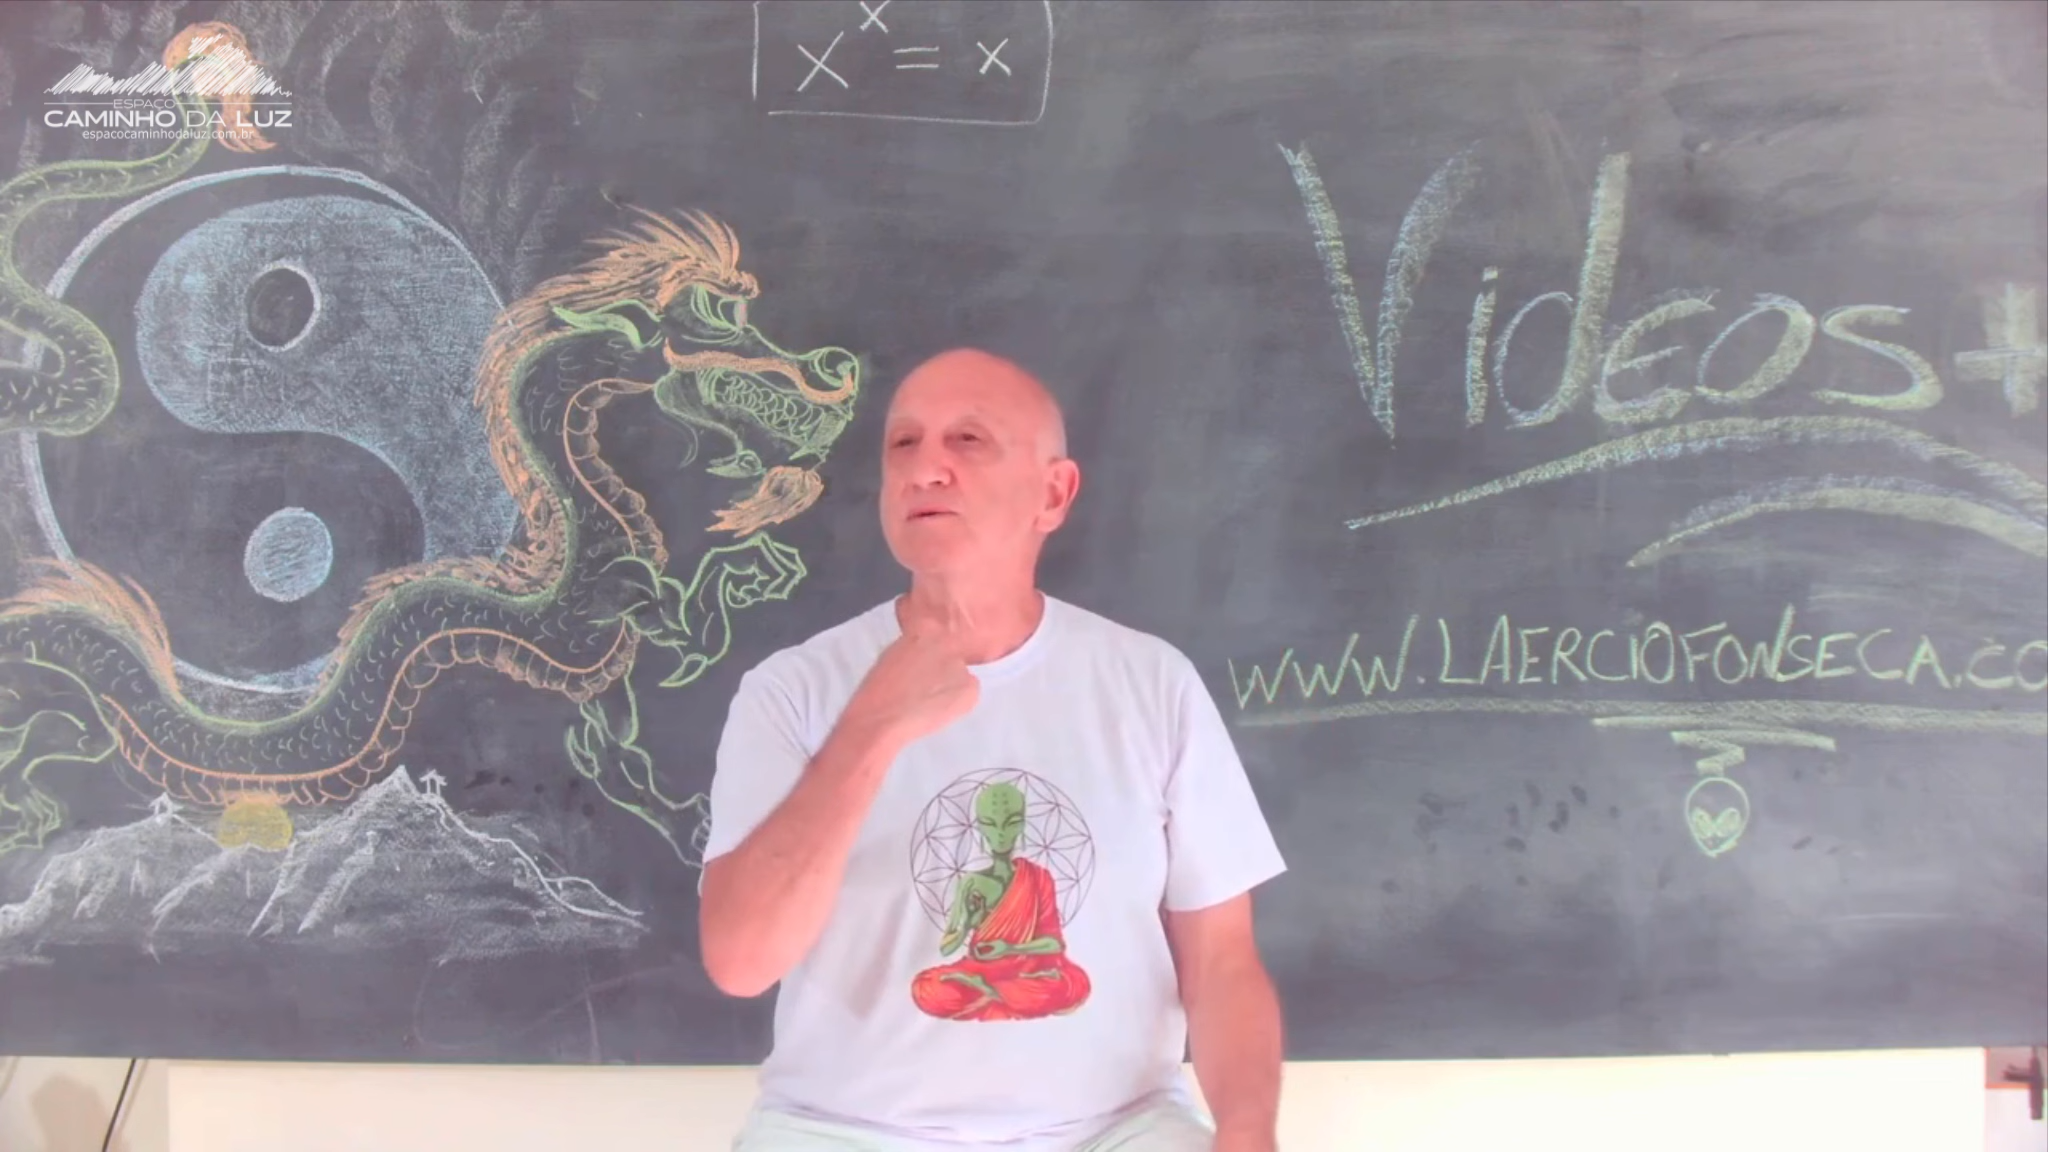 x
x = x
ESPAÇO
CAMINHO DA LUZ
espacocaminhodaluz.com.br
Videos+
WWW.LAERCIOFONSECA.CO